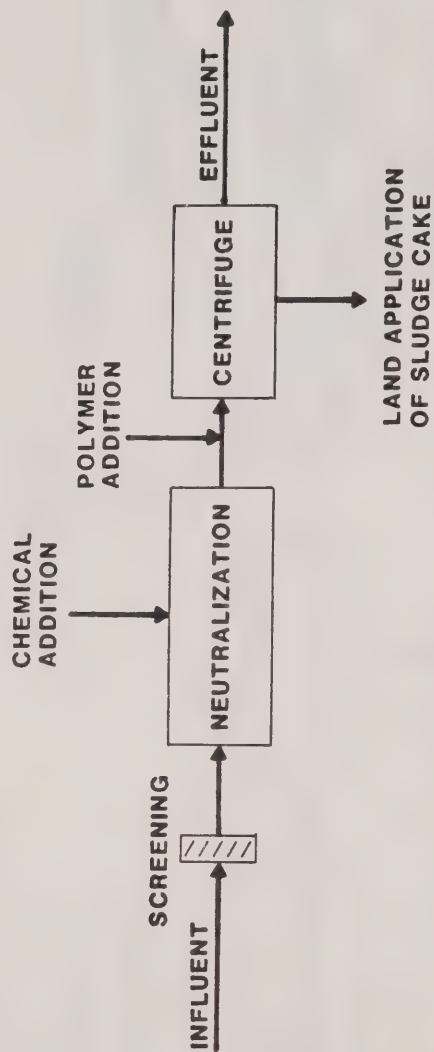 INFLUENT
SCREENING
CHEMICAL
ADDITION
NEUTRALIZATION
POLYMER
ADDITION
CENTRIFUGE
EFFLUENT
LAND APPLICATION
OF SLUDGE CAKE